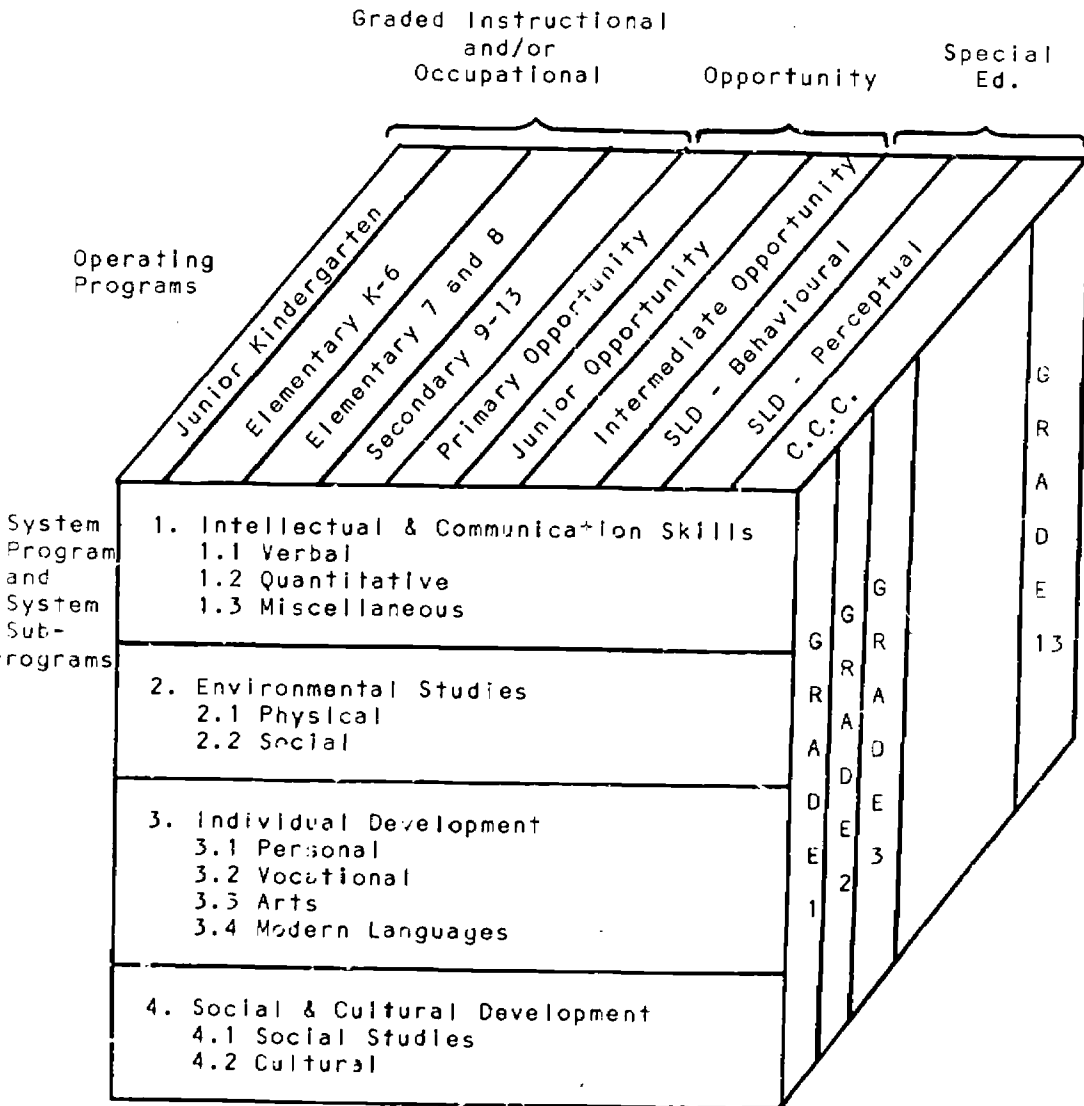 Graded Instructional
and/or
Occupational
Opportunity
Special
Ed.
Operating
Programs
Junior Kindergarten
Elementary K-6
Elementary 7 and 8
Secondary 9-13
Primary Opportunity
Junior Opportunity
Intermediate Opportunity
SLD - Behavioural
SLD - Perceptual
C.C.C.
System
Program
and
System
Sub-
Programs
1. Intellectual & Communication Skills
1.1 Verbal
1.2 Quantitative
1.3 Miscellaneous
2. Environmental Studies
2.1 Physical
2.2 Social
3. Individual Development
3.1 Personal
3.2 Vocational
3.3 Arts
3.4 Modern Languages
4. Social & Cultural Development
4.1 Social Studies
4.2 Cultural
GRADE 1
GRADE 2
GRADE 3
GRADE 13